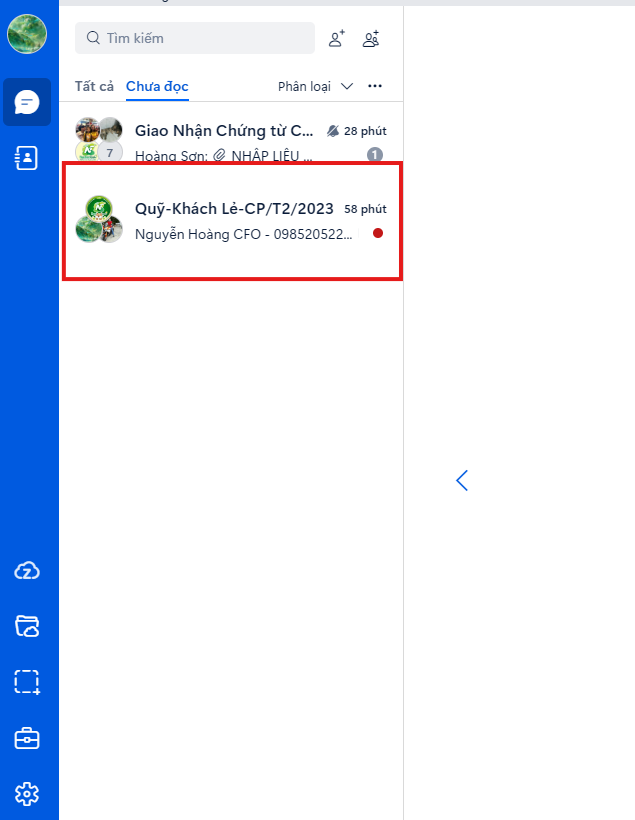 Tìm kiếm
Tất cả Chưa đọc Phân loại
Giao Nhận Chứng từ C... 28 phút
7 Hoàng Sơn: NHẬP LIỆU ... 1
Quỹ-Khách Lẻ-CP/T2/2023 58 phút
Nguyễn Hoàng CFO - 098520522...